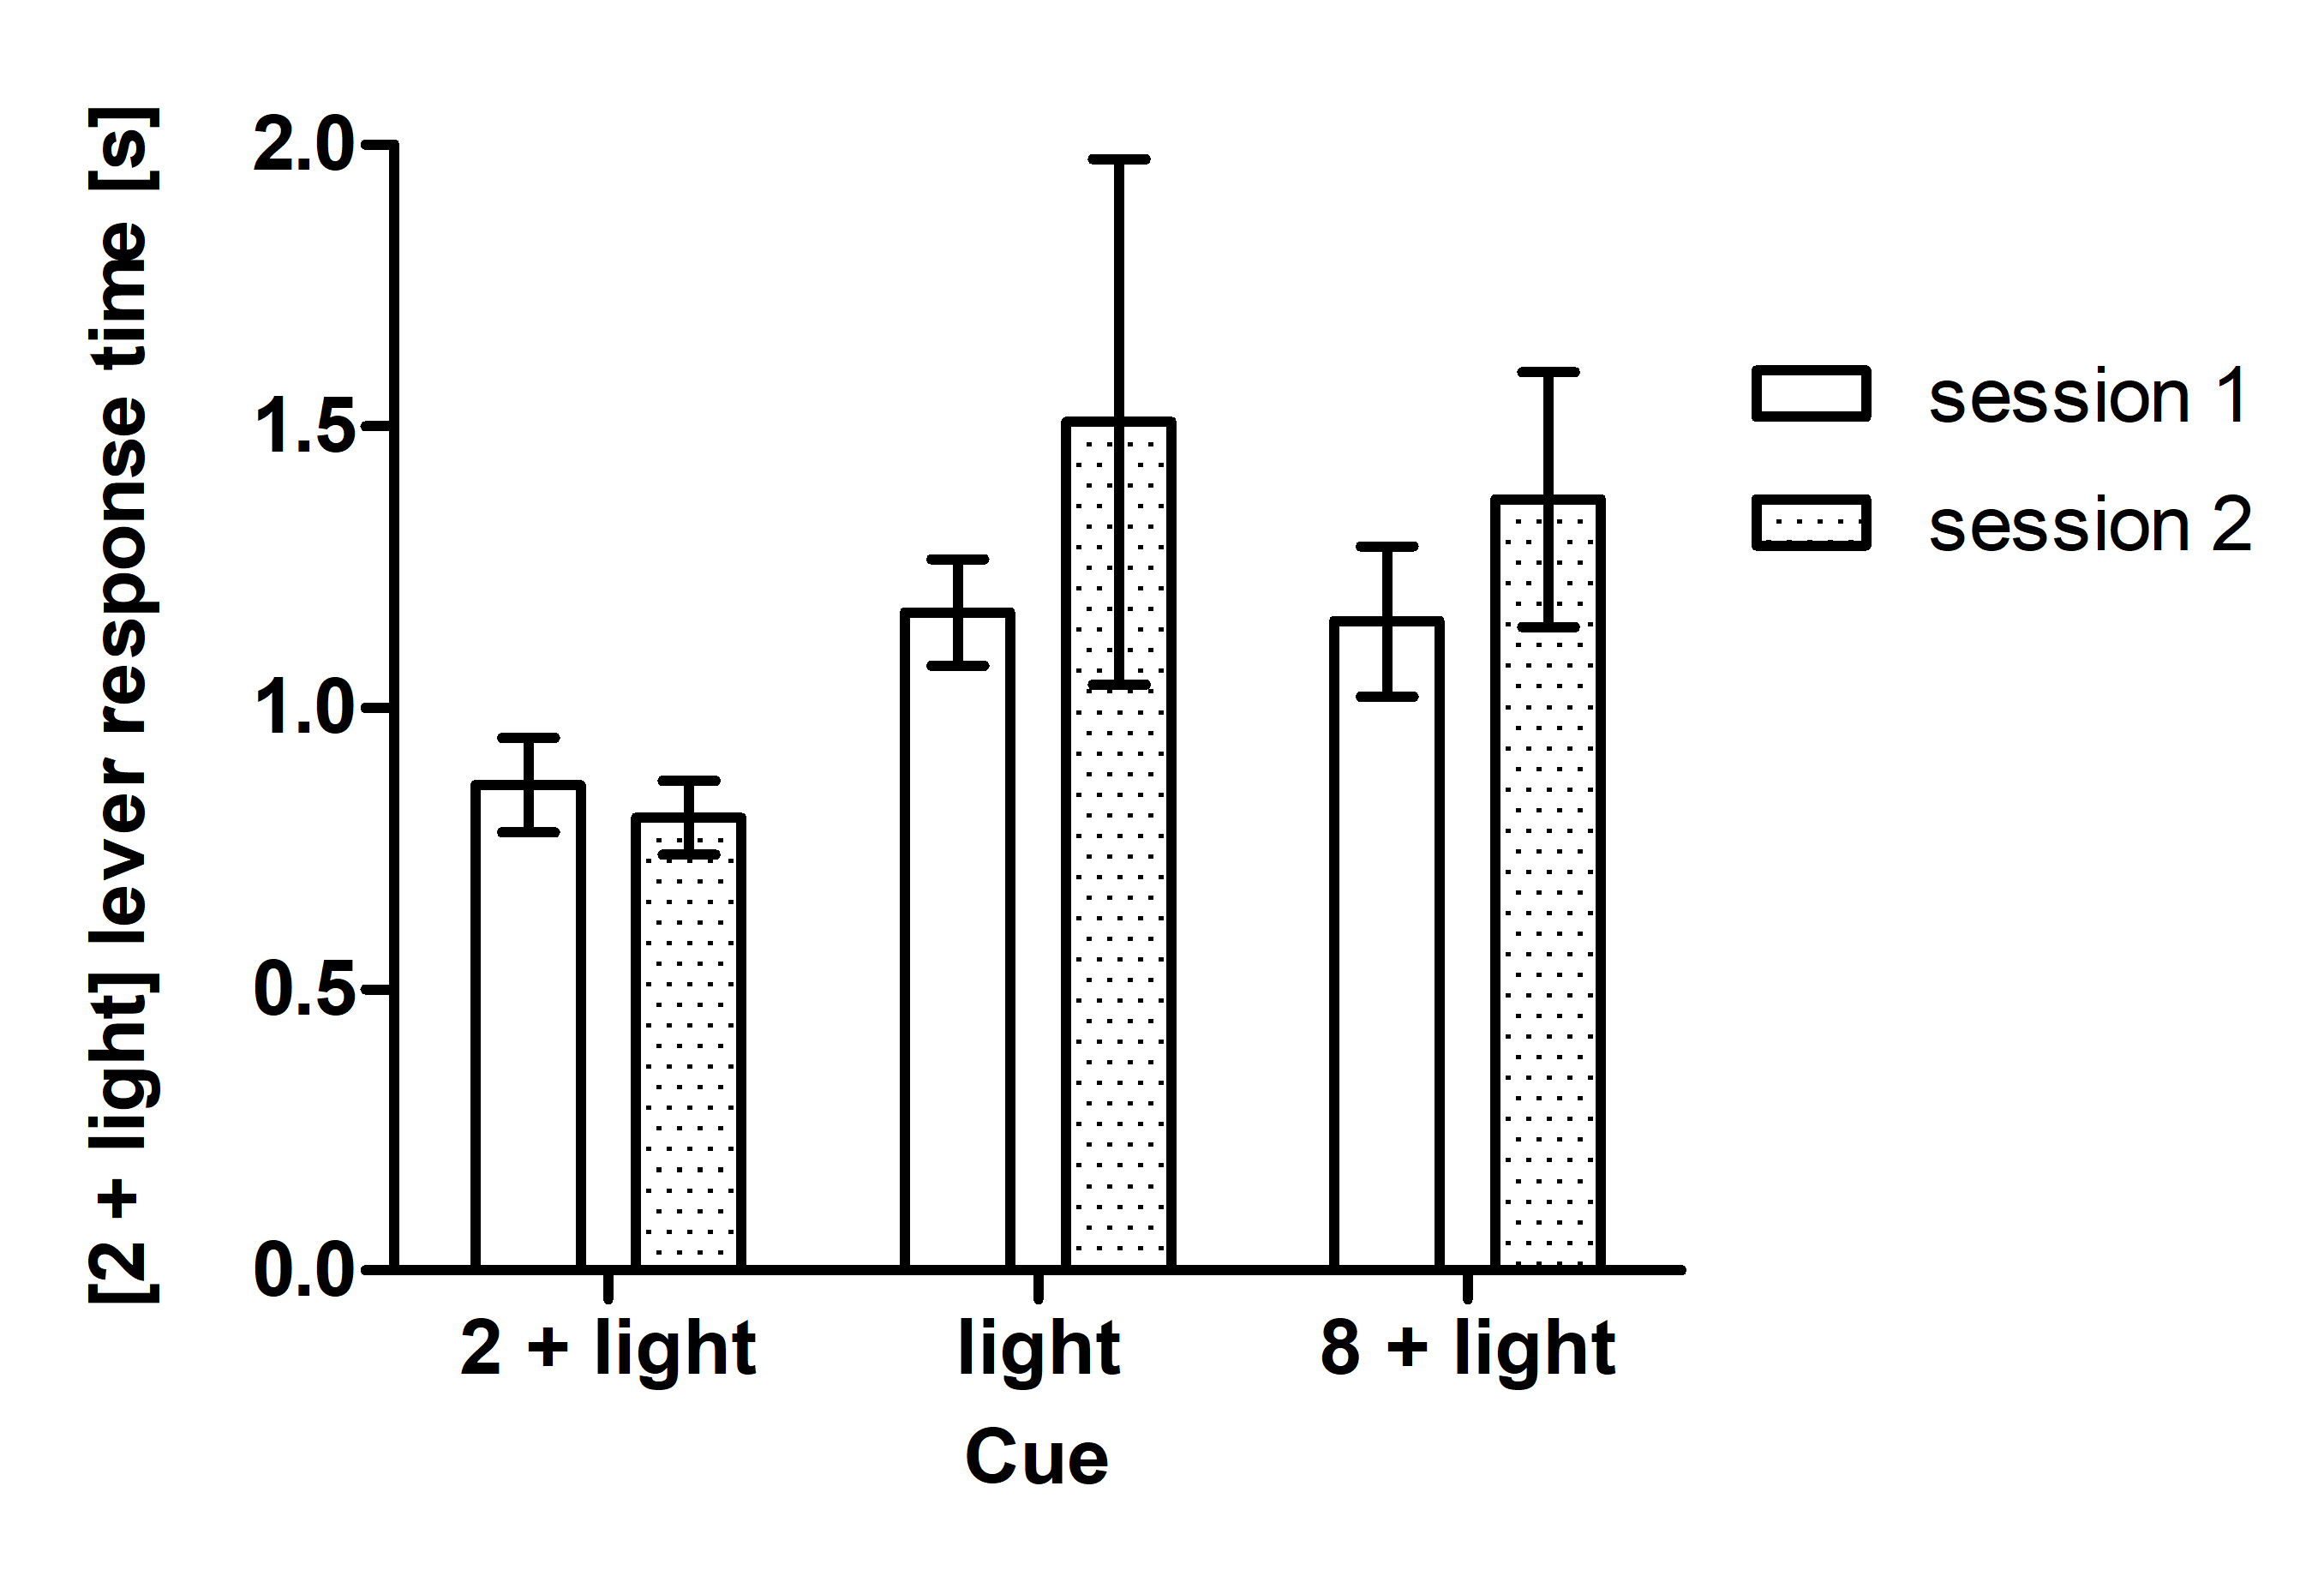 [2 + light] lever response time [s]
2.0
1.5
1.0
0.5
0.0
2 + light
light
8 + light
Cue
session 1
session 2